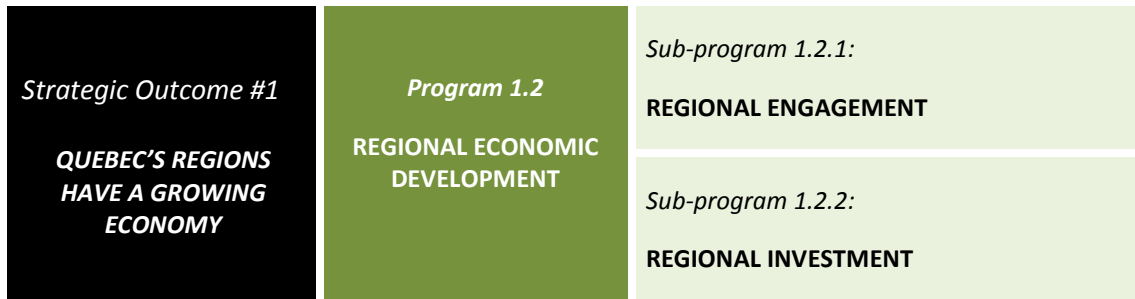 Strategic Outcome #1
QUEBEC’S REGIONS
HAVE A GROWING
ECONOMY
Program 1.2
REGIONAL ECONOMIC
DEVELOPMENT
Sub-program 1.2.1:
REGIONAL ENGAGEMENT
Sub-program 1.2.2:
REGIONAL INVESTMENT